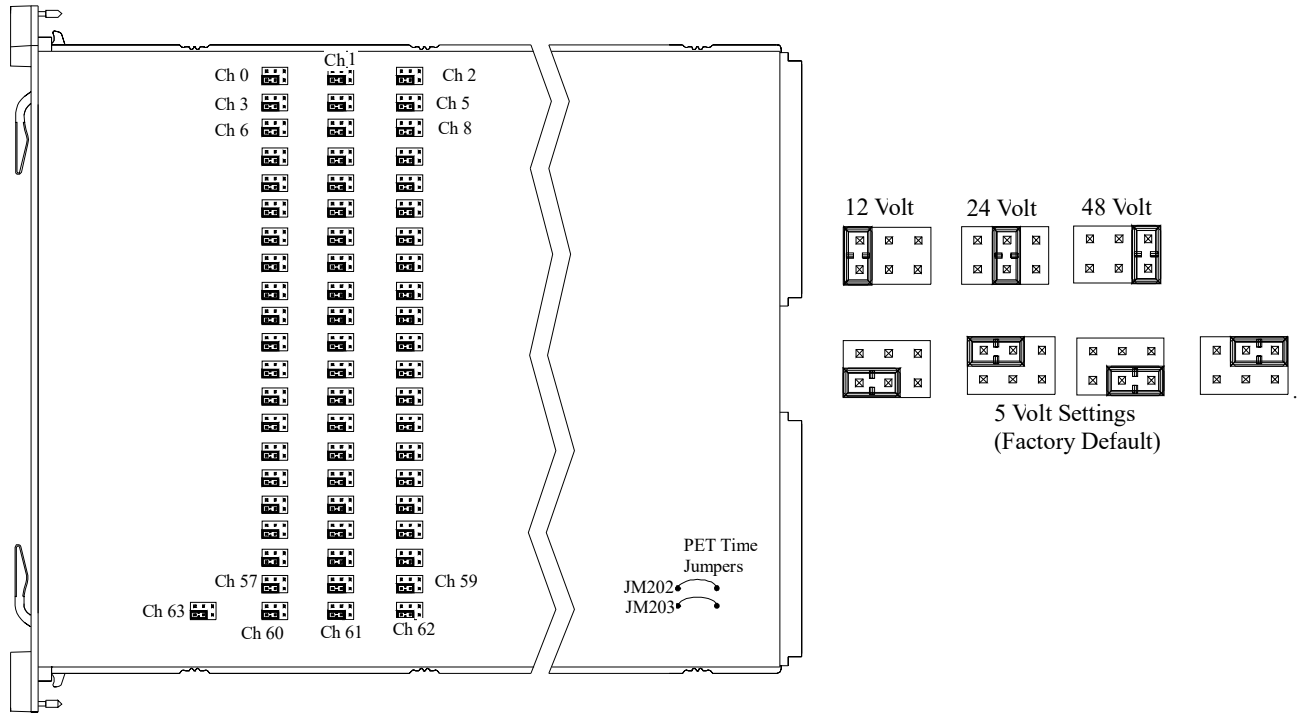 Ch 0
Ch 1
Ch 2
Ch 3
Ch 5
Ch 6
Ch 8
12 Volt
24 Volt
48 Volt
5 Volt Settings
(Factory Default)
.
PET Time
Jumpers
JM202
JM203
Ch 57
Ch 59
Ch 63
Ch 60
Ch 61
Ch 62